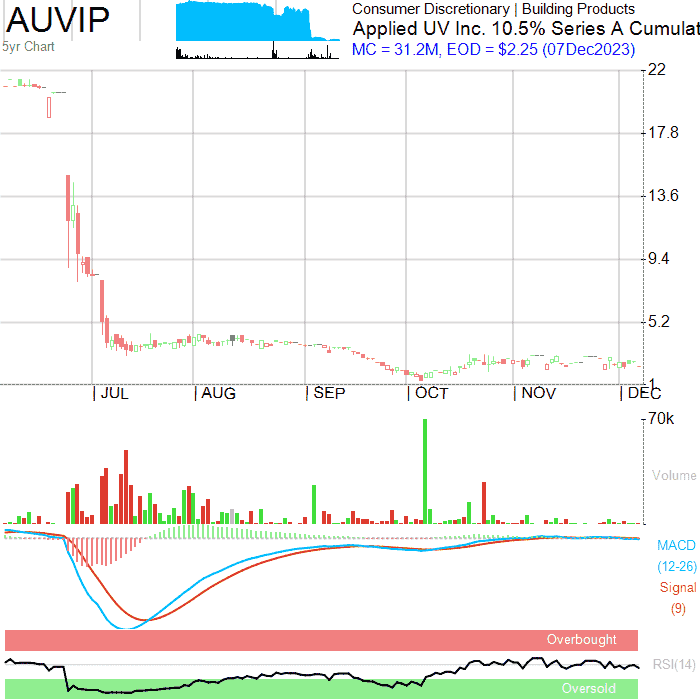 AUVIP
5yr Chart
Consumer Discretionary | Building Products
Applied UV Inc. 10.5% Series A Cumulat
MC = 31.2M, EOD = $2.25 (07Dec2023)
22
17.8
13.6
9.4
5.2
1
| JUL | AUG | SEP | OCT | NOV | DEC
70k
Volume
MACD
(12-26)
Signal
(9)
Overbought
RSI(14)
Oversold